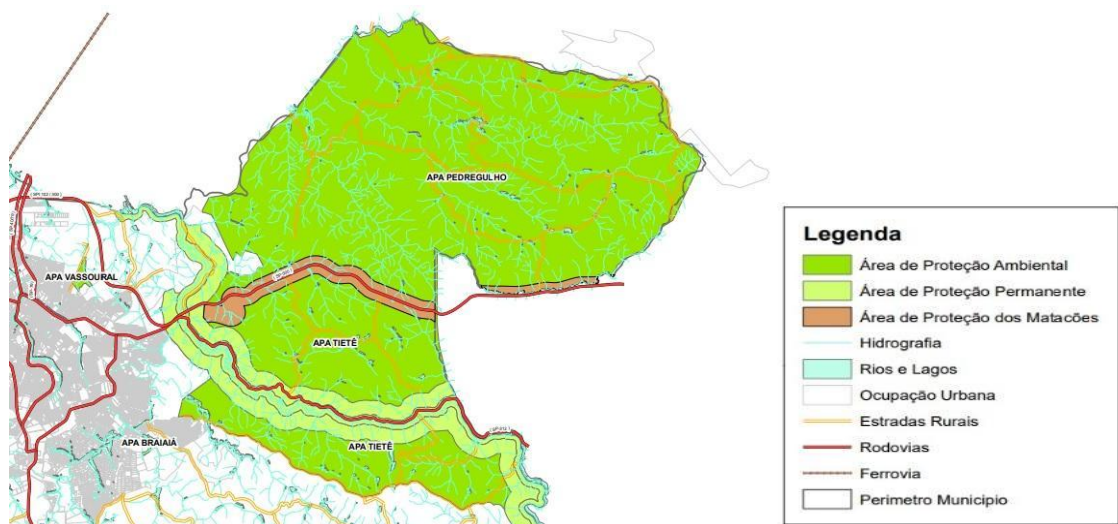 APA PEDREGULHO
APA VASSOURAL
APA TIETÊ
APA BRAIAIÁ
APA TIETÊ
Legenda
Área de Proteção Ambiental
Área de Proteção Permanente
Área de Proteção dos Matacões
Hidrografia
Rios e Lagos
Ocupação Urbana
Estradas Rurais
Rodovias
Ferrovia
Perimetro Municipio